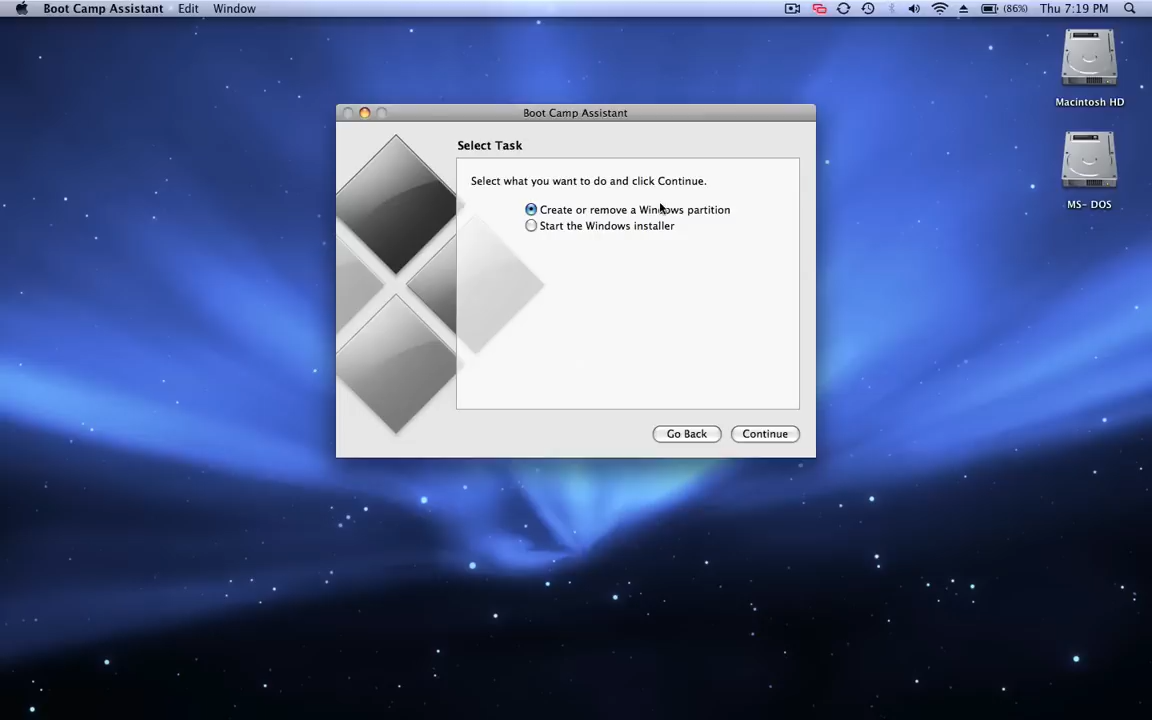 Boot Camp Assistant Edit Window (86%) Thu 7:19 PM
Macintosh HD
Boot Camp Assistant
Select Task
Select what you want to do and click Continue.
MS- DOS
Create or remove a Windows partition
Start the Windows installer
Go Back Continue